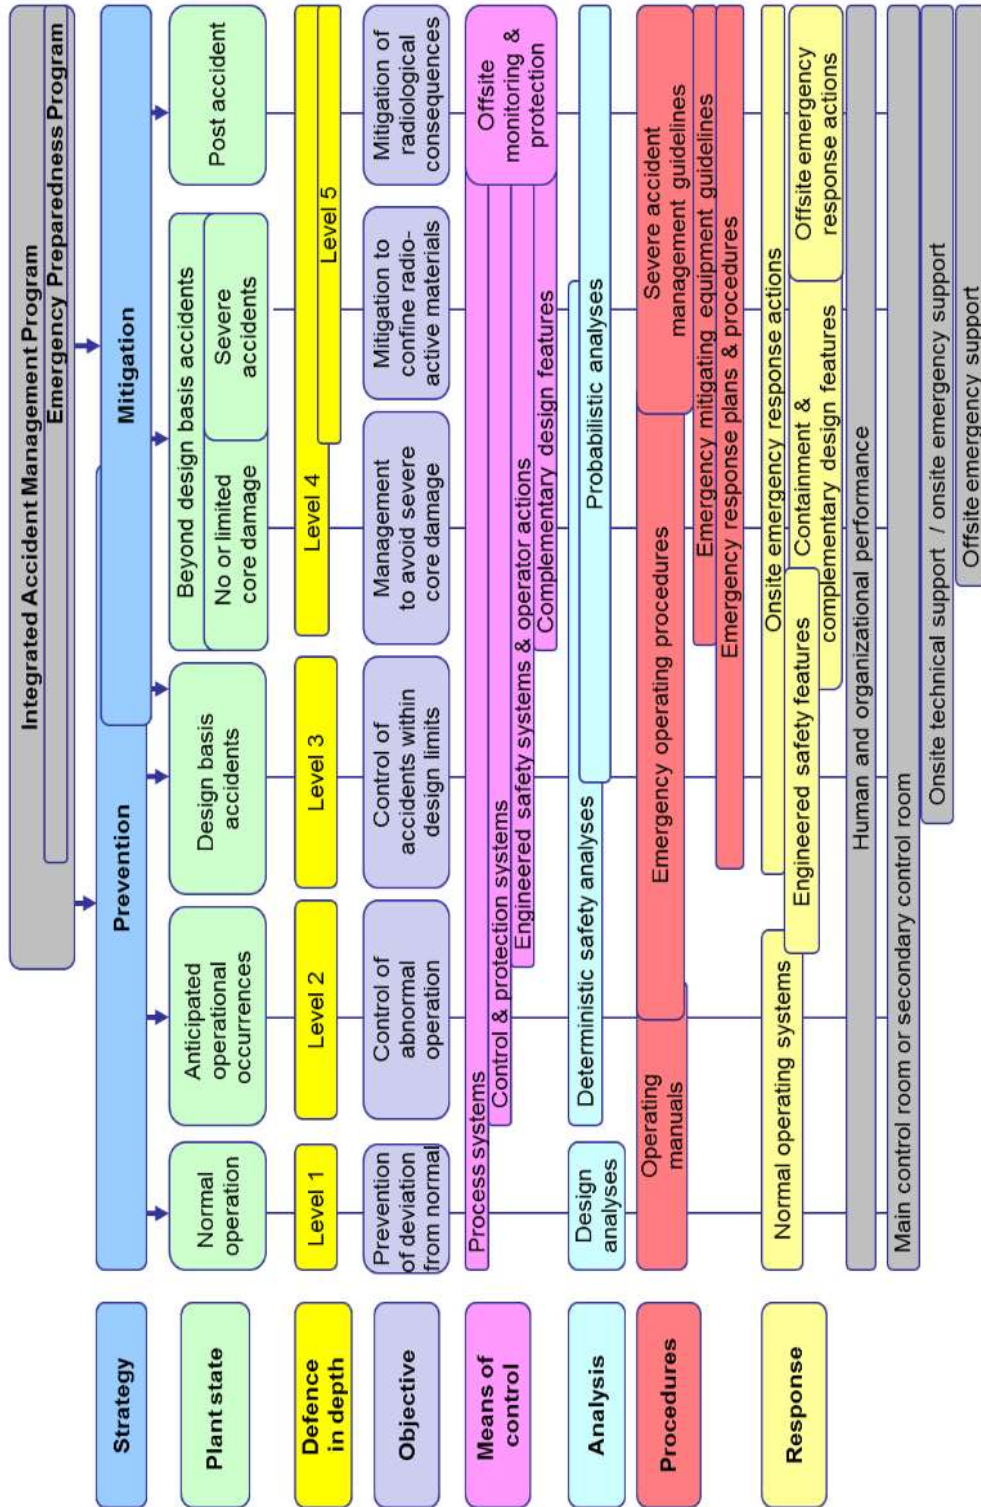 Integrated Accident Management Program
Emergency Preparedness Program
Strategy
Prevention
Mitigation
Plant state
Normal
operation
Anticipated
operational
occurrences
Design basis
accidents
Beyond design basis accidents
No or limited
core damage
Severe
accidents
Post accident
Defence
in depth
Level 1
Level 2
Level 3
Level 4
Level 5
Objective
Prevention
of deviation
from normal
Control of
abnormal
operation
Control of
accidents within
design limits
Management
to avoid severe
core damage
Mitigation to
confine radio-
active materials
Mitigation of
radiological
consequences
Means of
control
Process systems
Control & protection systems
Engineered safety systems & operator actions
Complementary design features
Offsite
monitoring &
protection
Analysis
Design
analyses
Deterministic safety analyses
Probabilistic analyses
Procedures
Operating
manuals
Emergency operating procedures
Severe accident
management guidelines
Emergency mitigating equipment guidelines
Emergency response plans & procedures
Response
Normal operating systems
Onsite emergency response actions
Engineered safety features
Containment &
complementary design features
Offsite emergency
response actions
Human and organizational performance
Main control room or secondary control room
Onsite technical support / onsite emergency support
Offsite emergency support